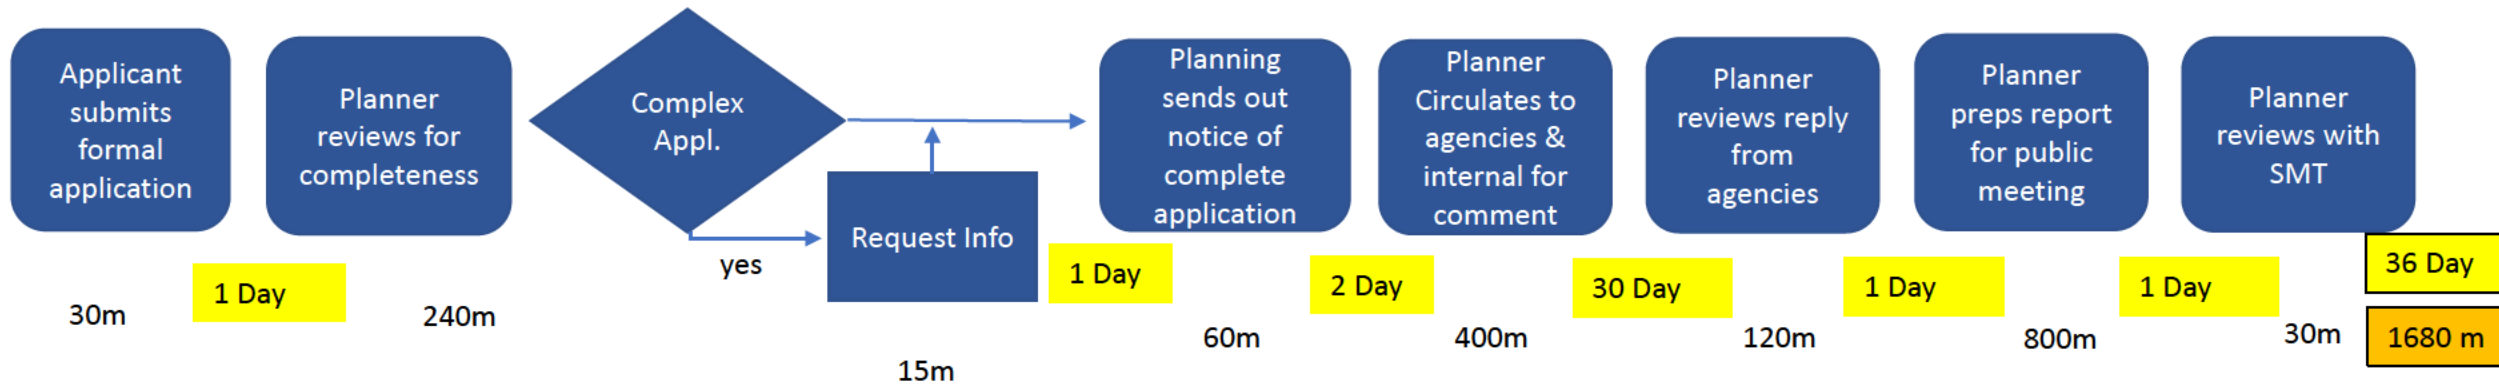 Applicant
submits
formal
application
Planner
reviews for
completeness
Complex
Appl.
yes
Request Info
Planning
sends out
notice of
complete
application
Planner
Circulates to
agencies &
internal for
comment
Planner
reviews reply
from
agencies
Planner
preps report
for public
meeting
Planner
reviews with
SMT
30m
1 Day
240m
15m
1 Day
60m
2 Day
400m
30 Day
120m
1 Day
800m
1 Day
30m
36 Day
1680 m